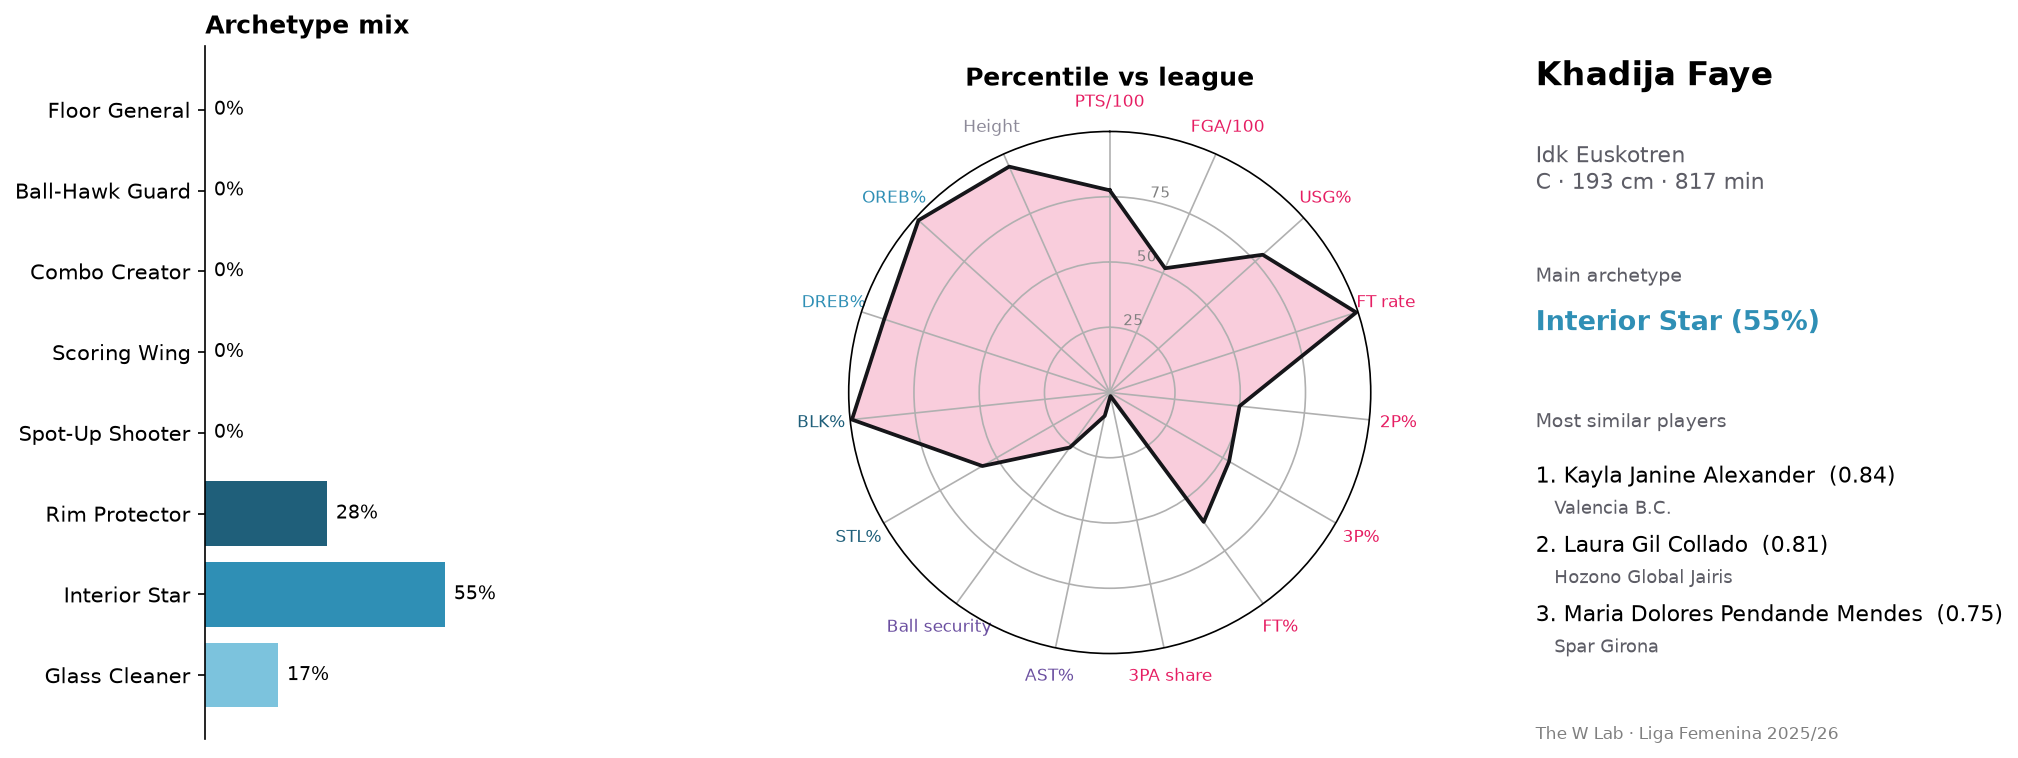 Archetype mix
Floor General 0%
Ball-Hawk Guard 0%
Combo Creator 0%
Scoring Wing 0%
Spot-Up Shooter 0%
Rim Protector 28%
Interior Star 55%
Glass Cleaner 17%
Percentile vs league
PTS/100
FGA/100
USG%
FT rate
2P%
3P%
FT%
3PA share
AST%
Ball security
STL%
BLK%
DREB%
OREB%
Height
75
50
25
Khadija Faye
Idk Euskotren
C · 193 cm · 817 min
Main archetype
Interior Star (55%)
Most similar players
1. Kayla Janine Alexander (0.84)
Valencia B.C.
2. Laura Gil Collado (0.81)
Hozono Global Jairis
3. Maria Dolores Pendande Mendes (0.75)
Spar Girona
The W Lab · Liga Femenina 2025/26